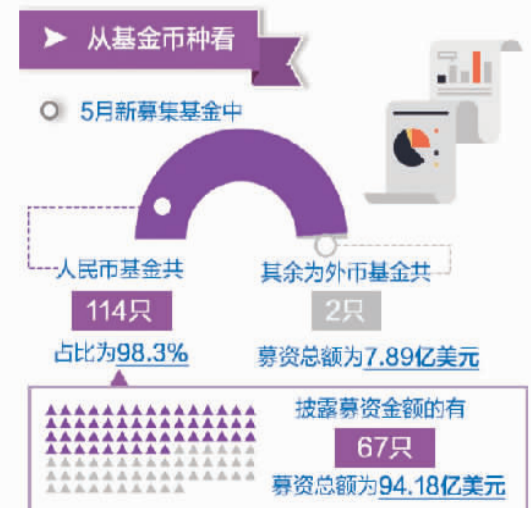 从基金币种看
5月新募集基金中
人民币基金共
114只
占比为98.3%
其余为外币基金共
2只
募资总额为7.89亿美元
披露募资金额的有
67只
募资总额为94.18亿美元